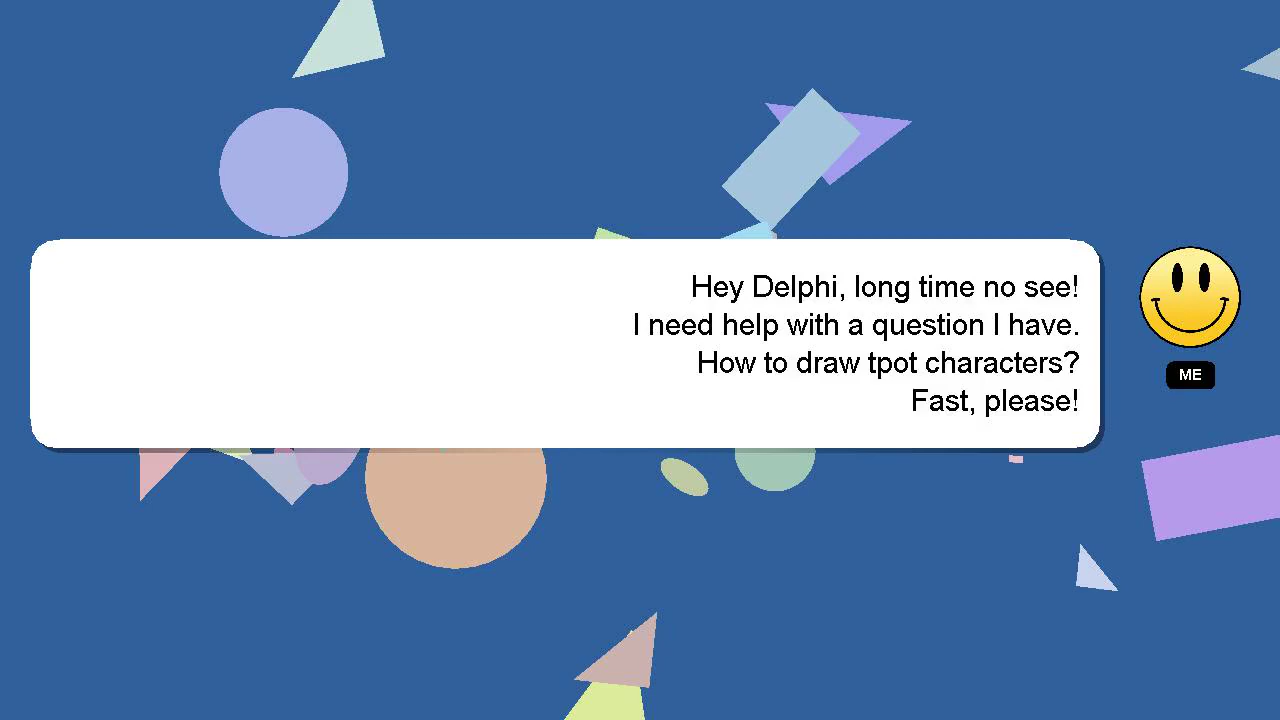 Hey Delphi, long time no see!
I need help with a question I have.
How to draw tpot characters?
Fast, please!
ME